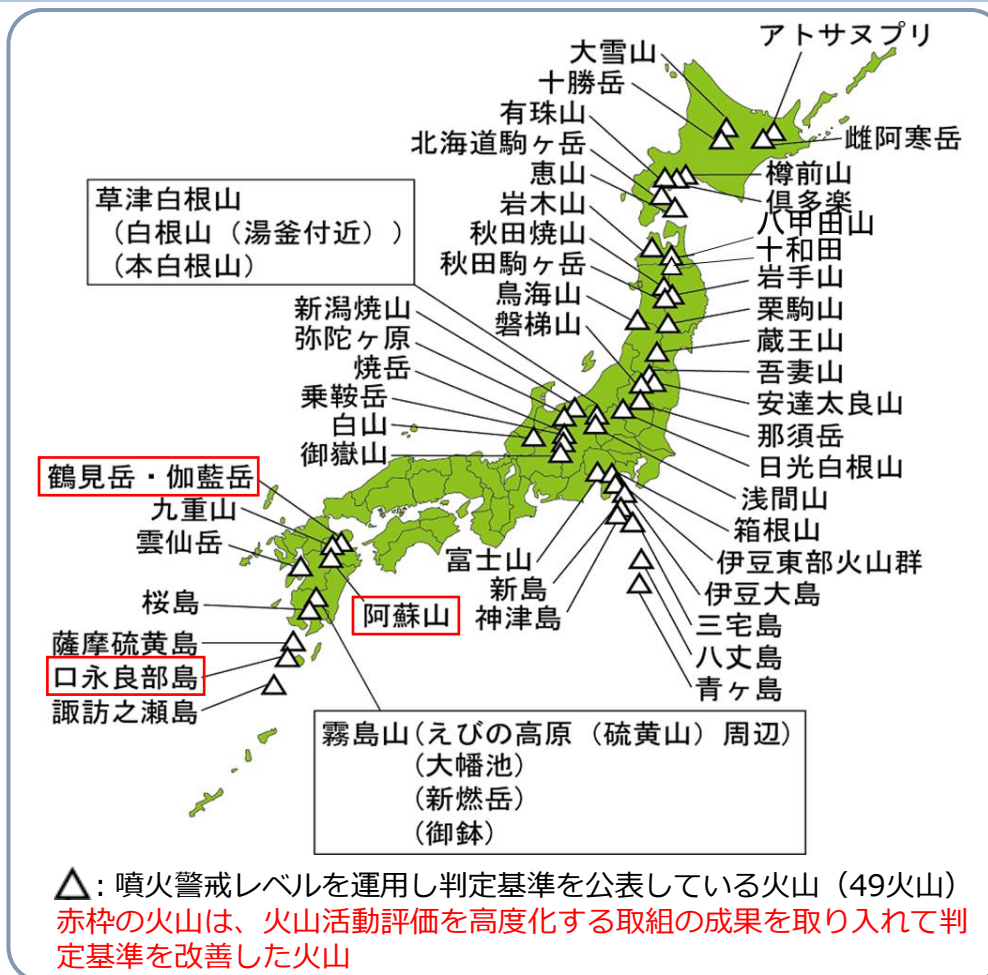 アトサヌプリ
大雪山
十勝岳
有珠山
北海道駒ヶ岳
恵山
岩木山
秋田焼山
秋田駒ヶ岳
鳥海山
磐梯山
雌阿寒岳
樽前山
倶多楽
八甲田山
十和田
岩手山
栗駒山
蔵王山
吾妻山
安達太良山
那須岳
日光白根山
浅間山
箱根山
伊豆東部火山群
伊豆大島
三宅島
八丈島
青ヶ島
草津白根山
(白根山(湯釜付近))
(本白根山)
新潟焼山
弥陀ヶ原
焼岳
乗鞍岳
白山
御嶽山
富士山
新島
神津島
鶴見岳・伽藍岳
九重山
雲仙岳
阿蘇山
桜島
薩摩硫黄島
口永良部島
諏訪之瀬島
霧島山(えびの高原(硫黄山)周辺)
(大幡池)
(新燃岳)
(御鉢)
△:噴火警戒レベルを運用し判定基準を公表している火山(49火山)
赤枠の火山は、火山活動評価を高度化する取組の成果を取り入れて判
定基準を改善した火山